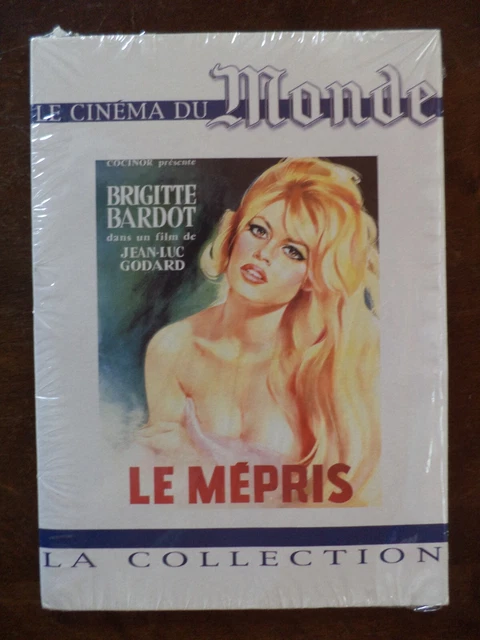 LE CINÉMA DU Monde
COCINOR présente
BRIGITTE
BARDOT
dans un film de
JEAN-LUC
GODARD
LE MÉPRIS
LA COLLECTION